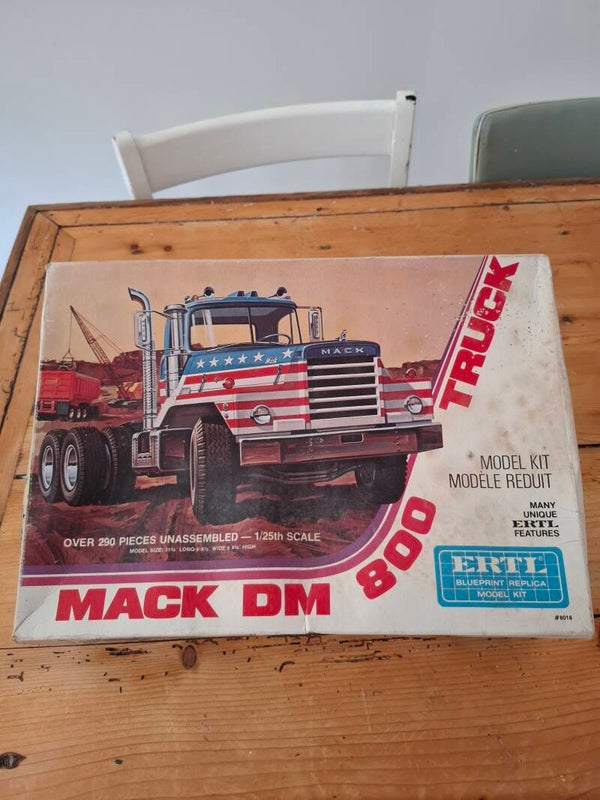 MACK
TRUCK
MODEL KIT
MODÈLE REDUIT
MANY
UNIQUE
ERTL
FEATURES
OVER 290 PIECES UNASSEMBLED — 1/25th SCALE
ERTL
BLUEPRINT REPLICA
MODEL KIT
MACK DM 800
#8018